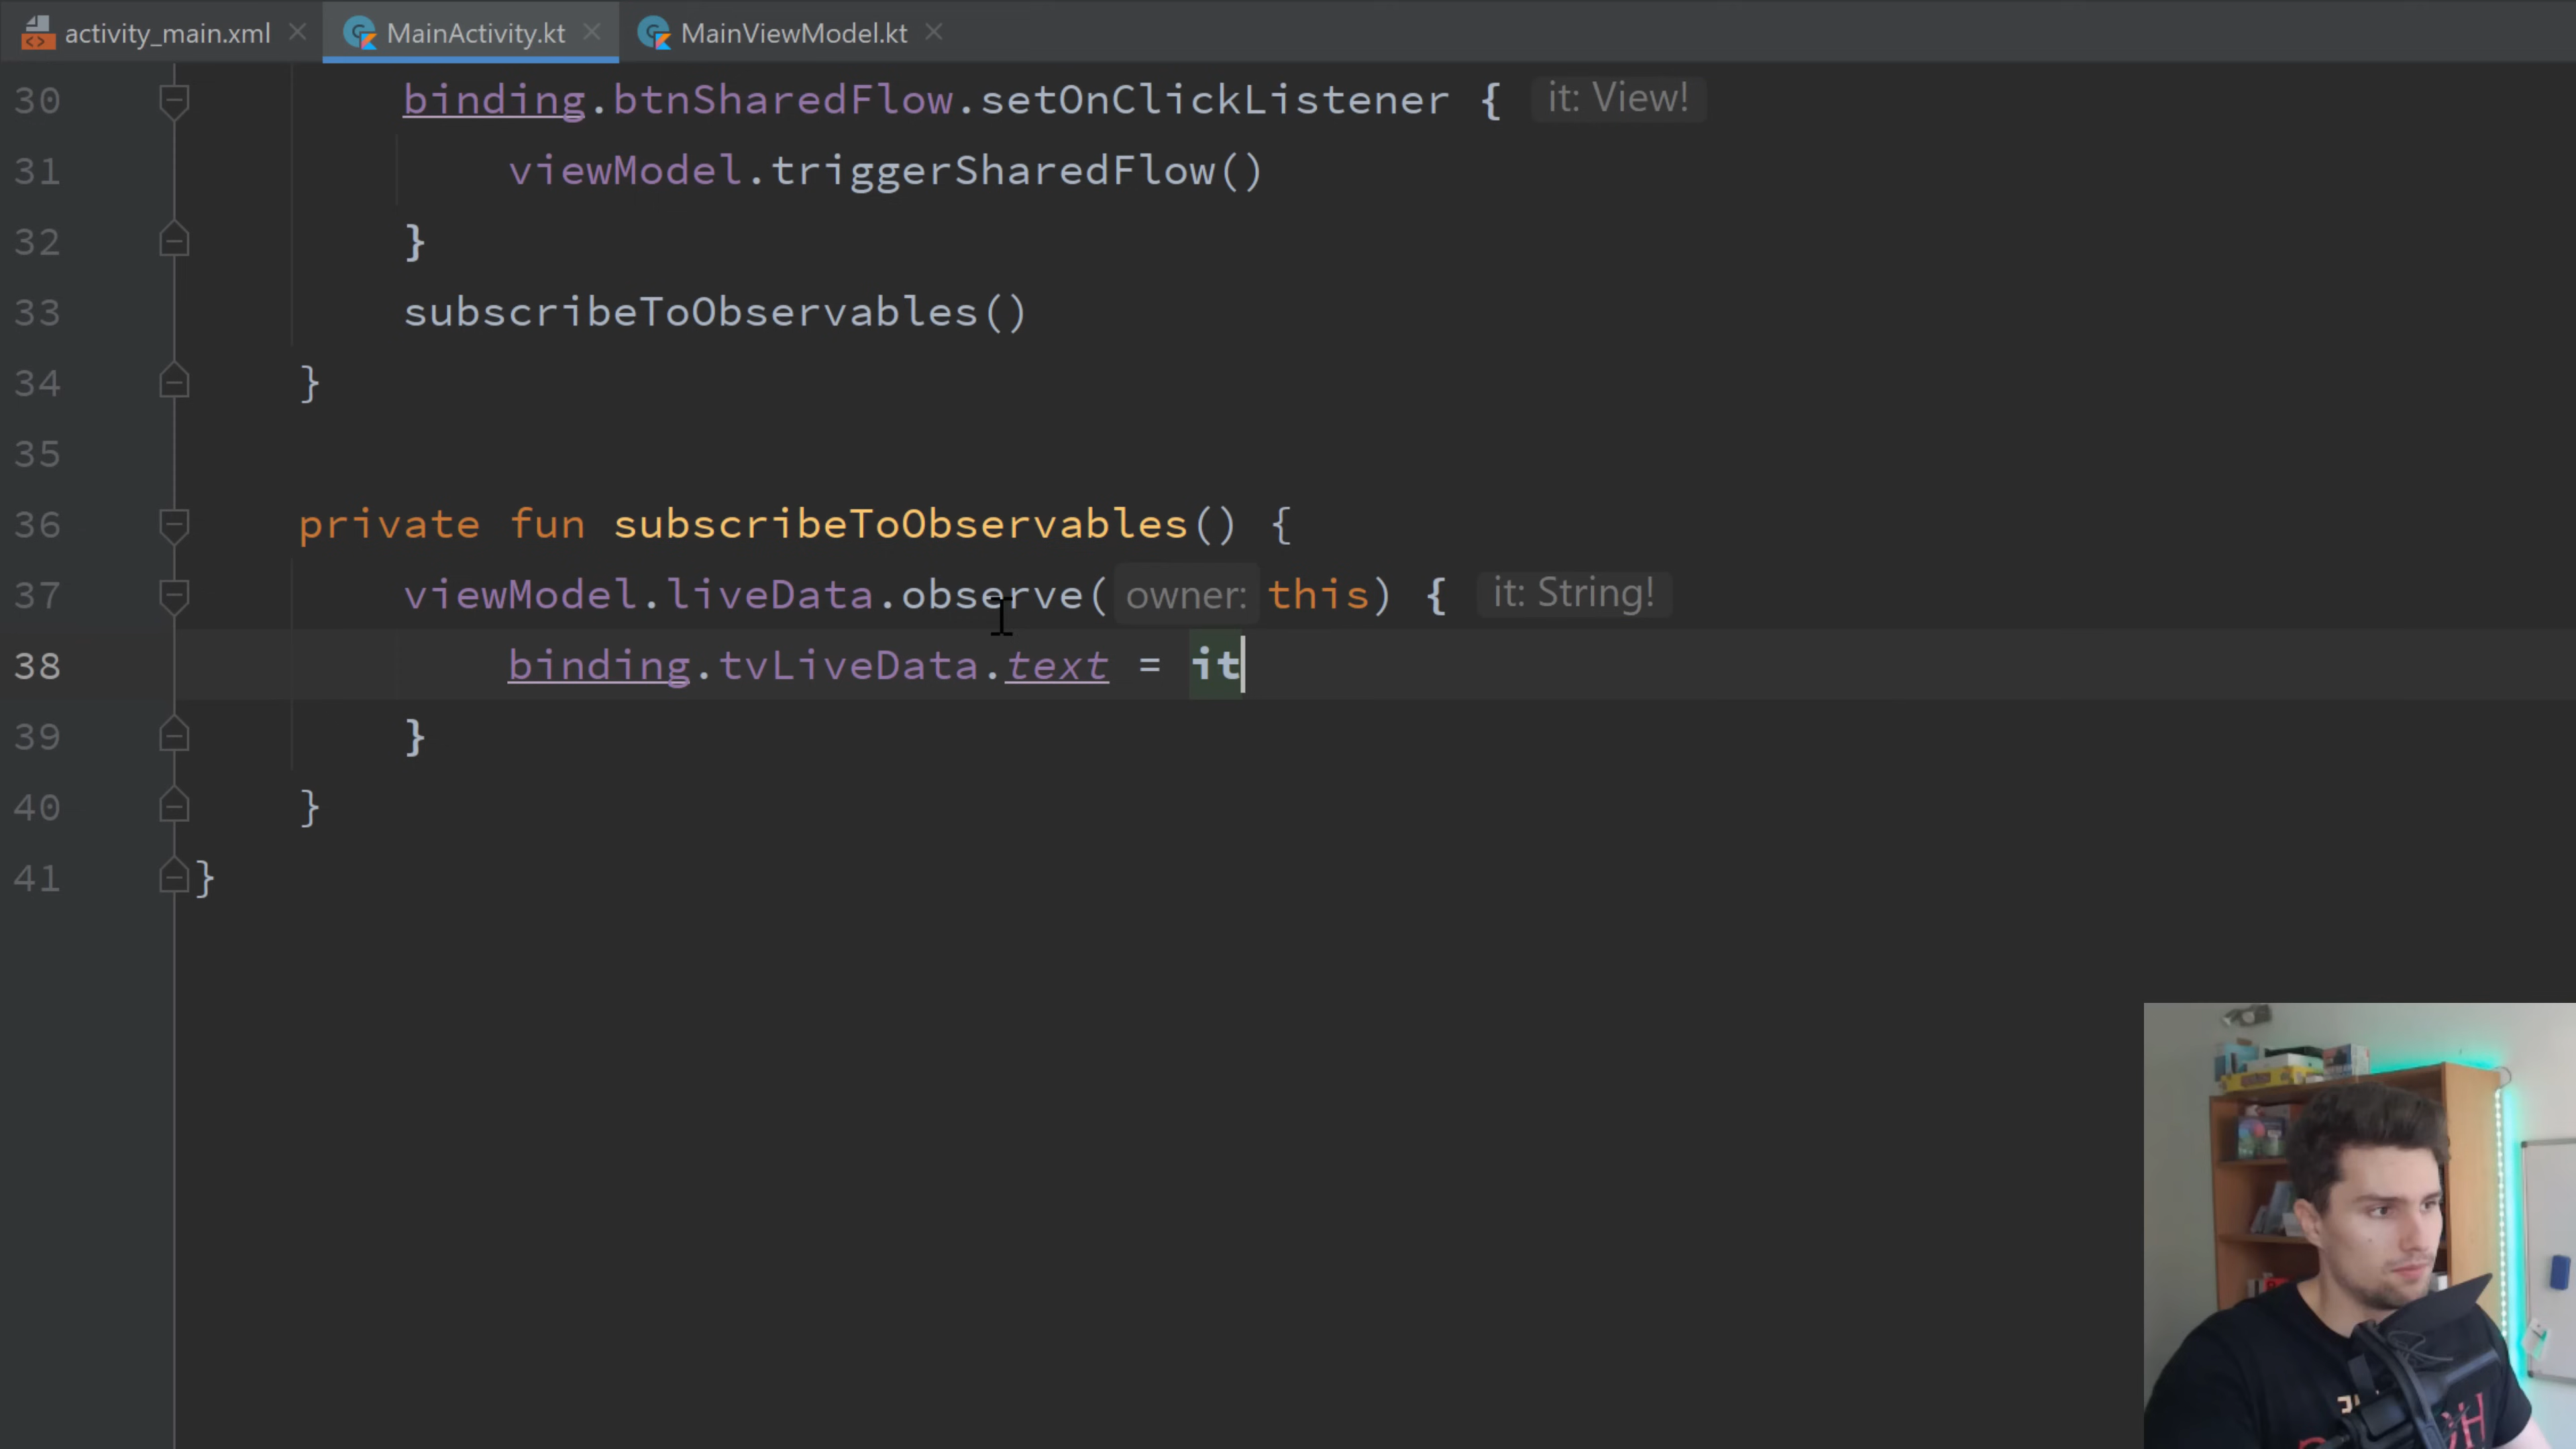 activity_main.xml MainActivity.kt MainViewModel.kt
30 binding.btnSharedFlow.setOnClickListener { it: View!
31 viewModel.triggerSharedFlow()
32 }
33 subscribeToObservables()
34 }
35
36 private fun subscribeToObservables() {
37 viewModel.liveData.observe( owner: this) { it: String!
38 binding.tvLiveData.text = it
39 }
40 }
41 }